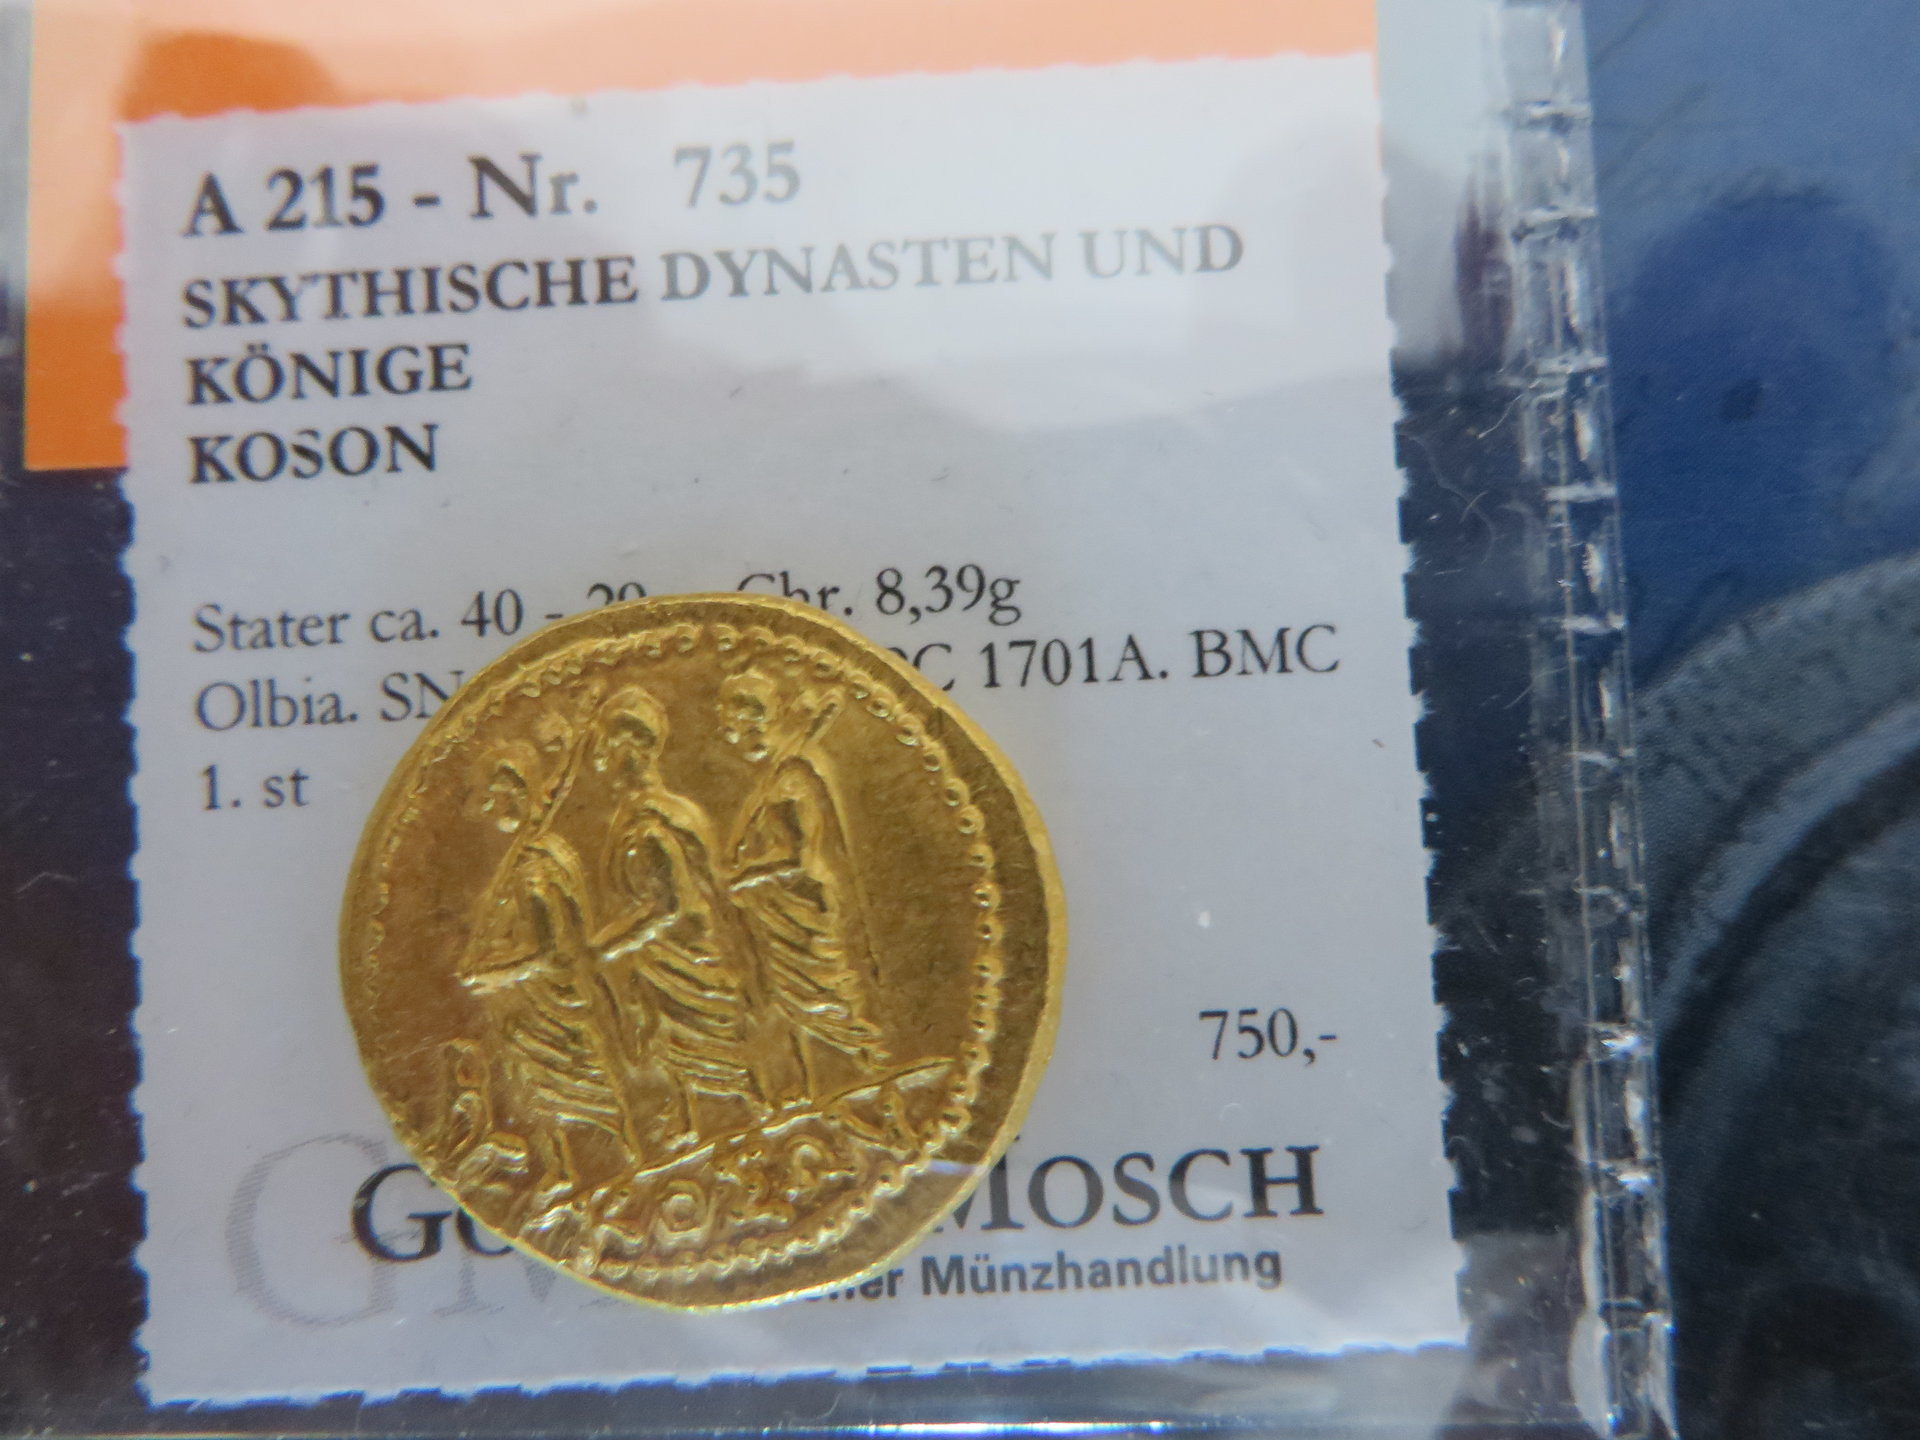 A 215 - Nr. 735
SKYTHISCHE DYNASTEN UND
KÖNIGE
KOSON
Stater ca. 40 - Chr. 8,39g
Olbia. 1701A. BMC
1. st
750,-
MOSCH
Münzhandlung
ΚΟΣΩ